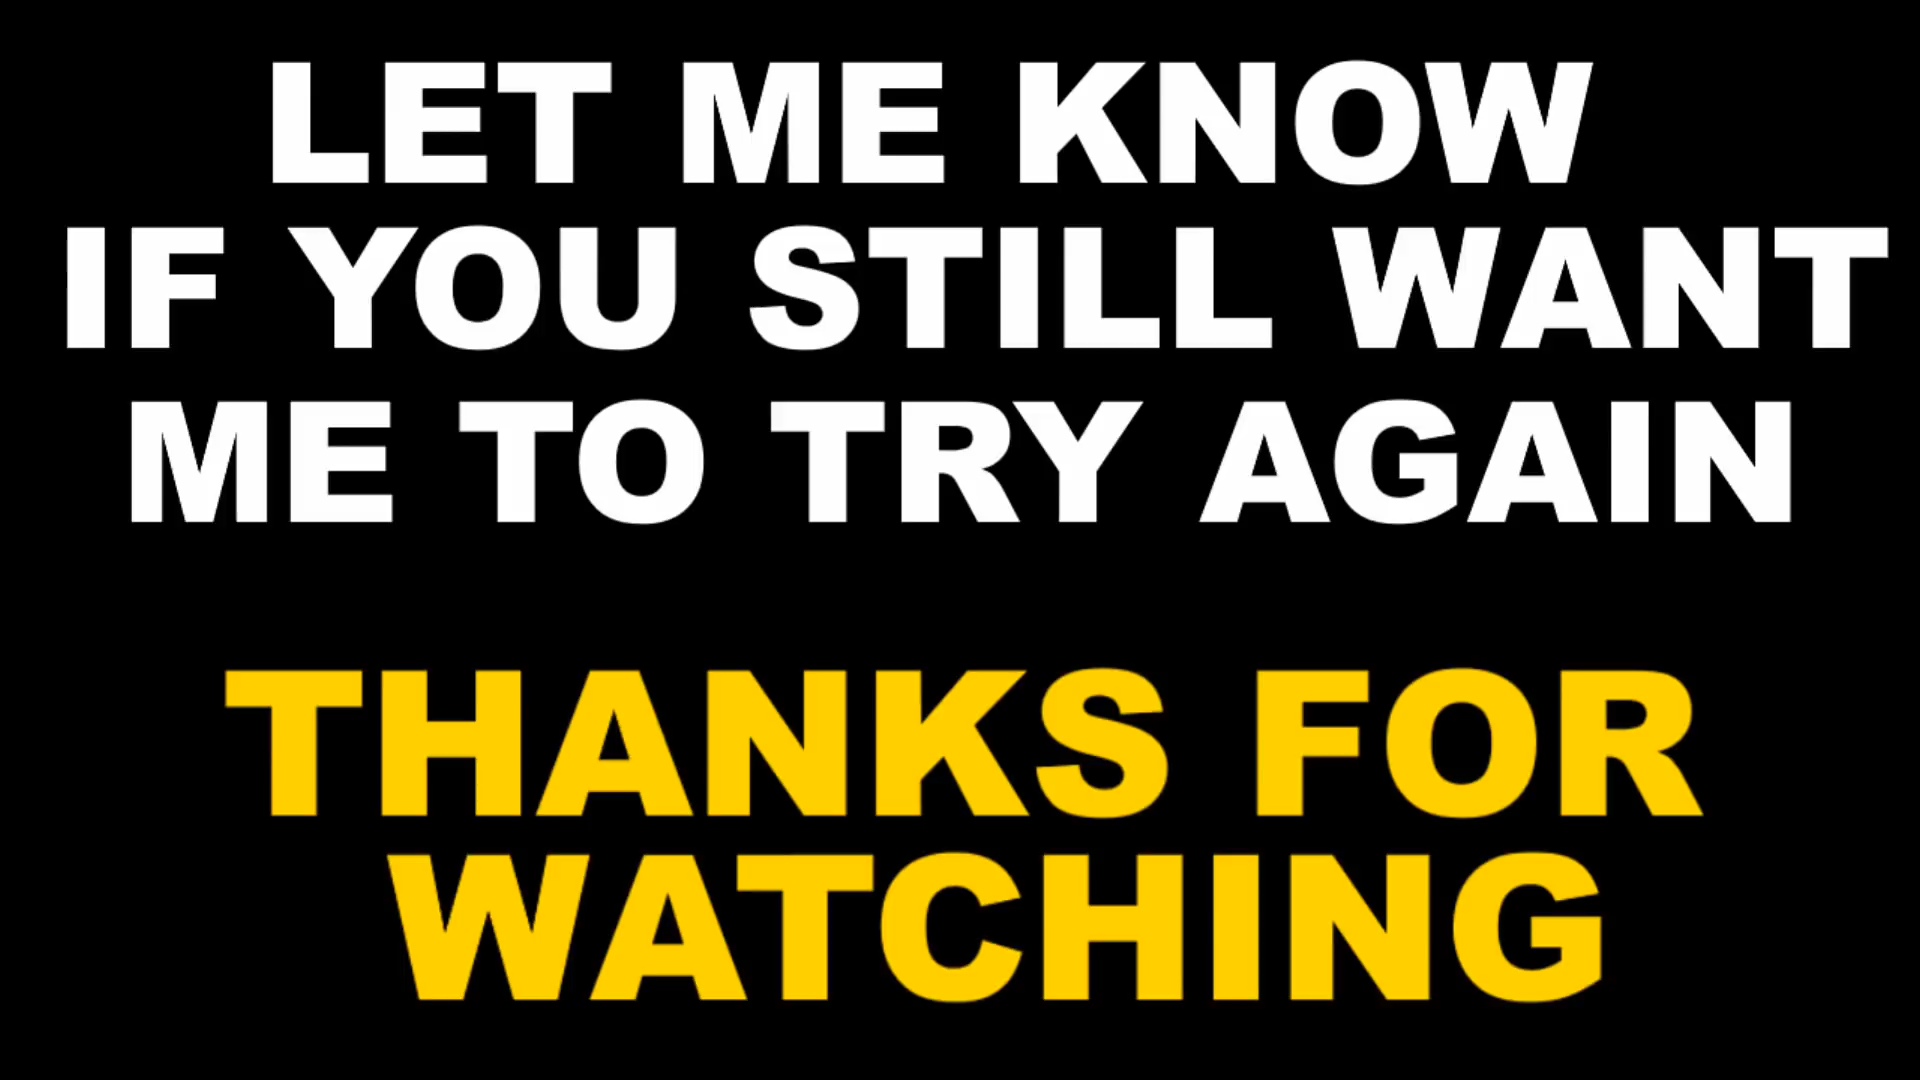 LET ME KNOW
IF YOU STILL WANT
ME TO TRY AGAIN
THANKS FOR
WATCHING